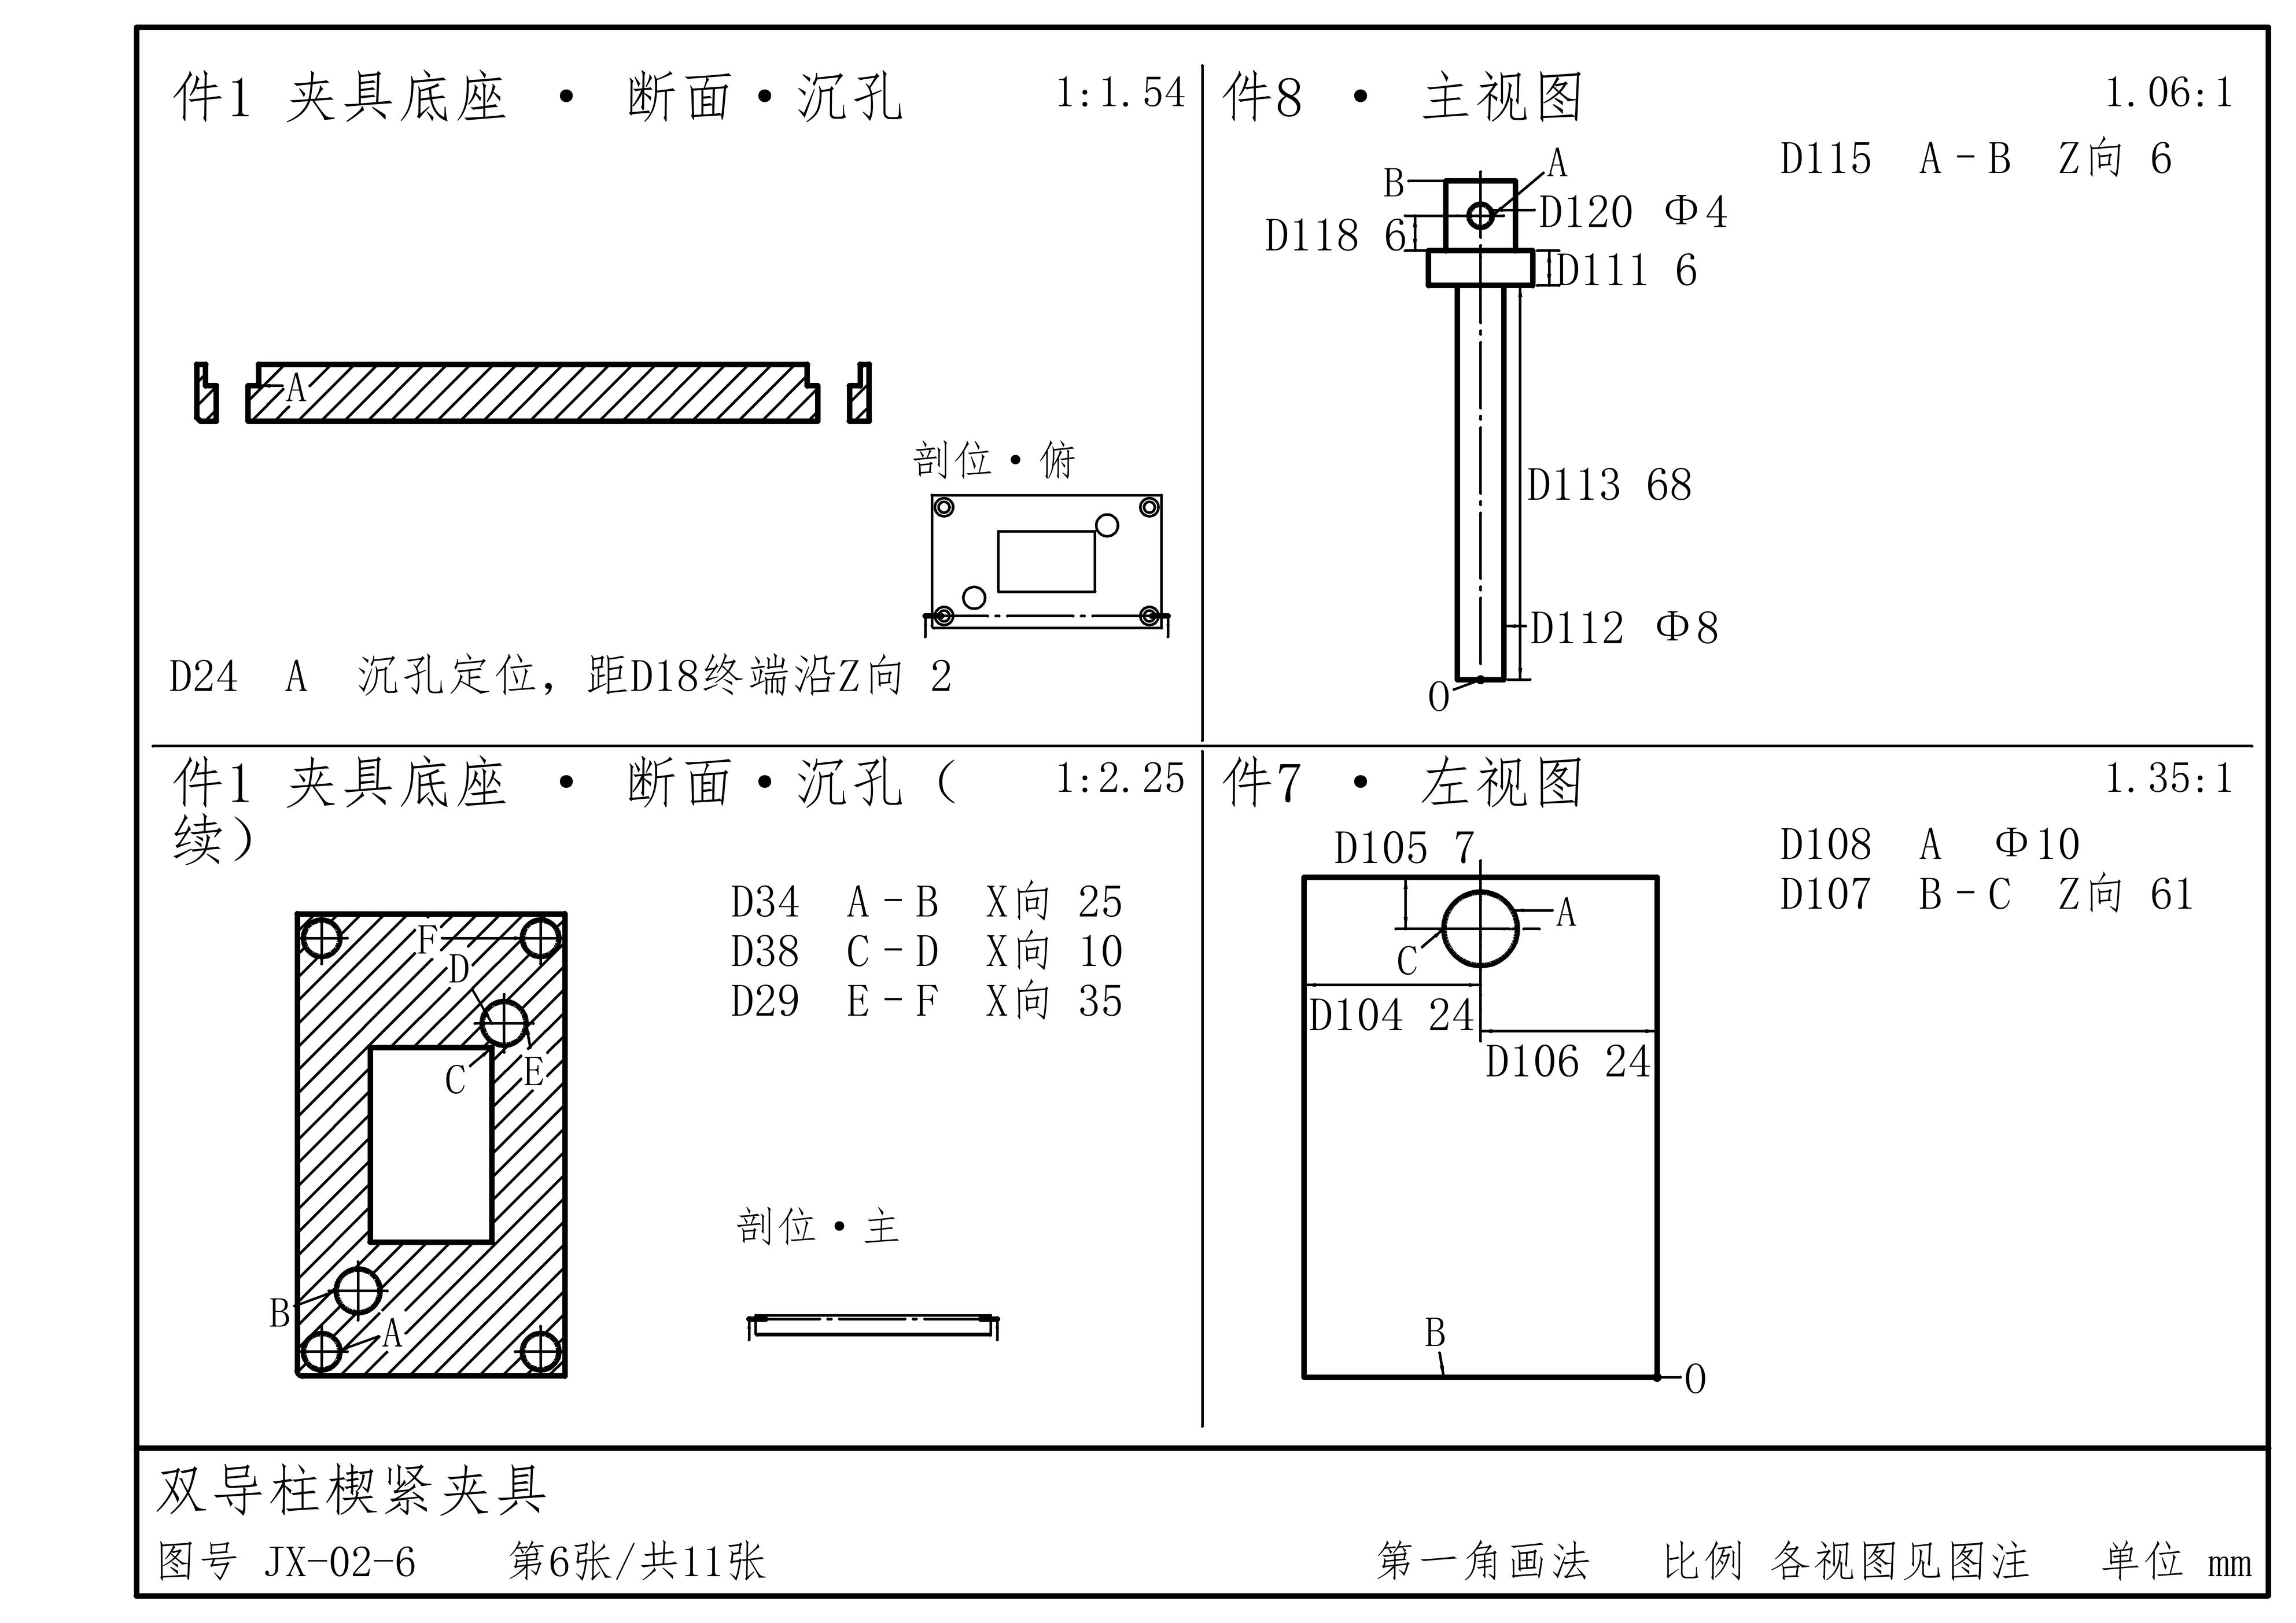 件1 夹具底座 · 断面·沉孔 1:1.54
A
剖位·俯
D24 A 沉孔定位, 距D18终端沿Z向 2
件8 · 主视图 1.06:1
D115 A-B Z向 6
A
B
D120 Φ4
D118 6
D111 6
D113 68
D112 Φ8
O
件1 夹具底座 · 断面·沉孔 (续) 1:2.25
D34 A-B X向 25
D38 C-D X向 10
D29 E-F X向 35
F
D
C
E
B
A
剖位·主
件7 · 左视图 1.35:1
D108 A Φ10
D107 B-C Z向 61
D105 7
A
C
D104 24
D106 24
B
O
双导柱楔紧夹具
图号 JX-02-6 第6张/共11张 第一角画法 比例 各视图见图注 单位 mm